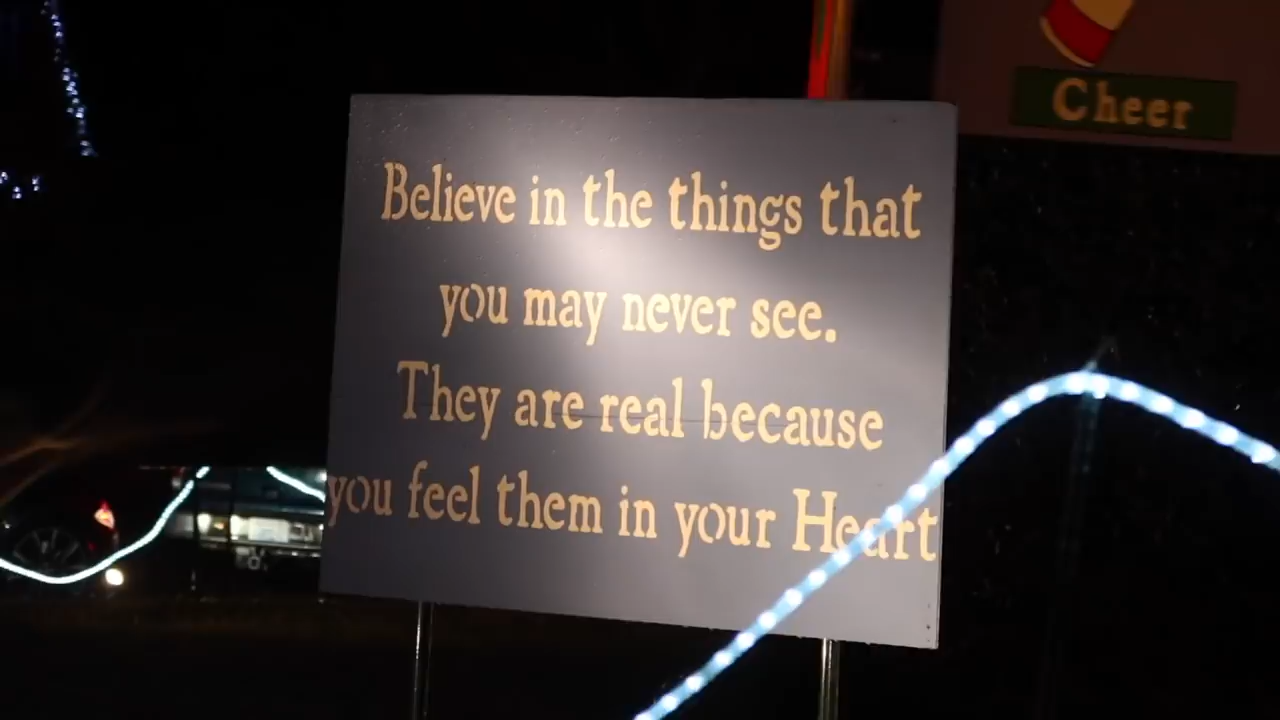 Cheer
Believe in the things that
you may never see.
They are real because
you feel them in your Heart